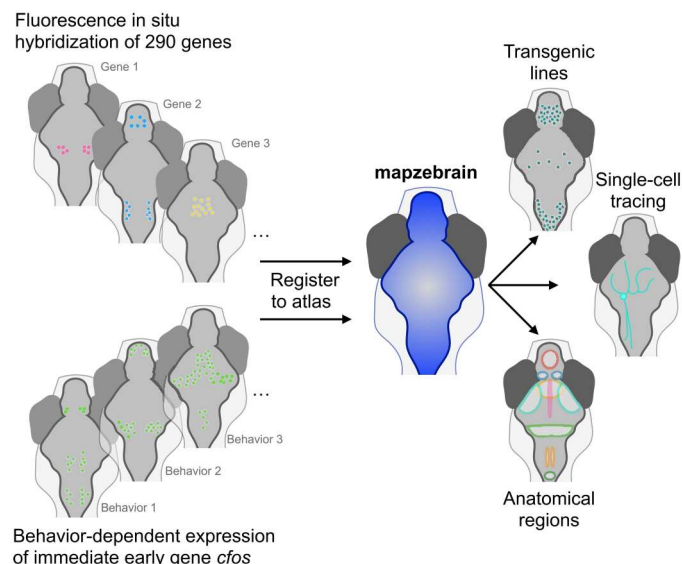 Fluorescence in situ
hybridization of 290 genes
Gene 1
Gene 2
Gene 3
...
Behavior 3
Behavior 2
Behavior 1
...
Behavior-dependent expression
of immediate early gene cfos
Register
to atlas
mapzebrain
Transgenic
lines
Single-cell
tracing
Anatomical
regions